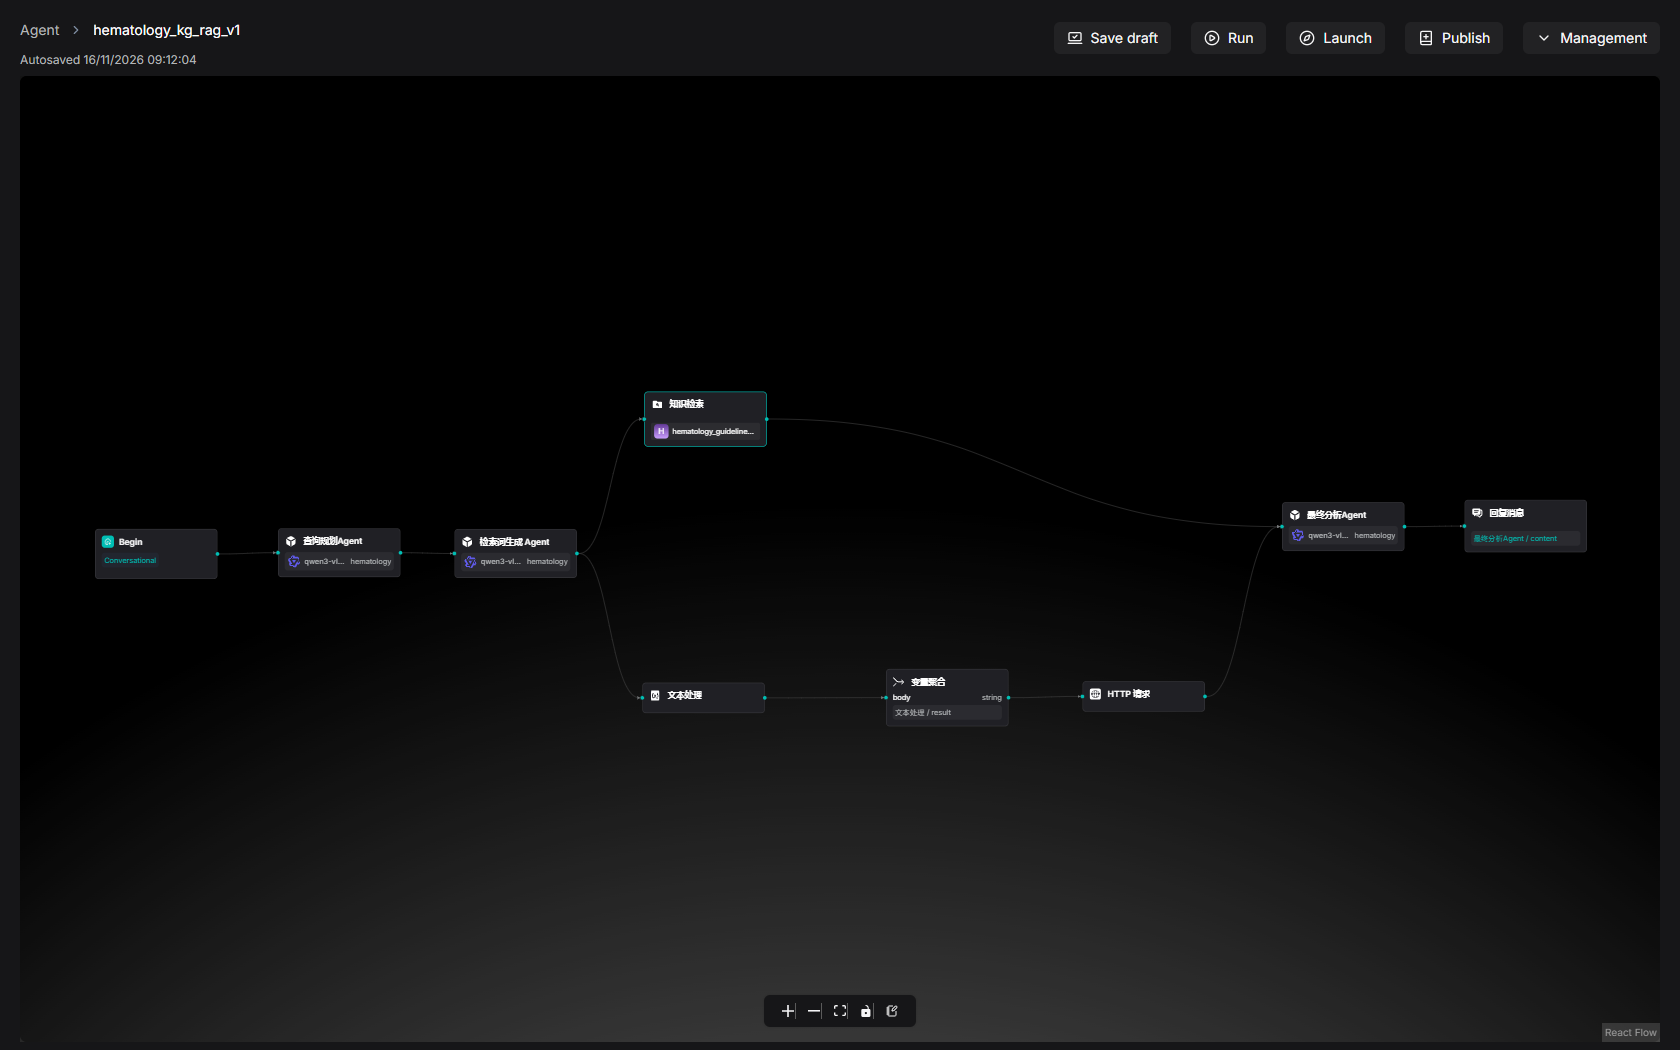 Agent > hematology_kg_rag_v1
Autosaved 16/11/2026 09:12:04
Save draft
Run
Launch
Publish
Management
知识检索
H hematology_guideline...
Begin
Conversational
查询规划Agent
qwen3-vl... hematology
检索词生成 Agent
qwen3-vl... hematology
最终分析Agent
qwen3-vl... hematology
回复消息
最终分析Agent / content
文本处理
变量聚合
body string
文本处理 / result
HTTP 请求
React Flow